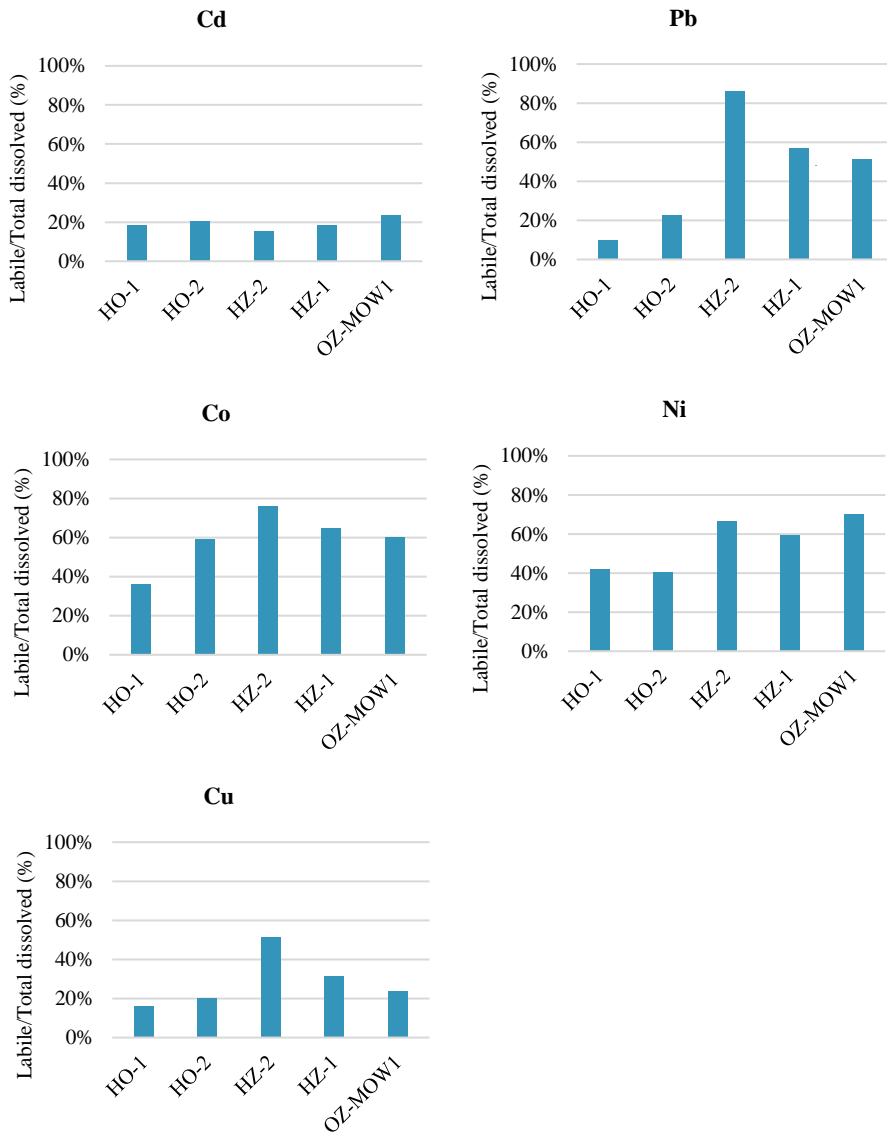 Cd
Labile/Total dissolved (%)
100%
80%
60%
40%
20%
0%
HO-1
HO-2
HZ-2
HZ-1
OZ-MOW1
Pb
Labile/Total dissolved (%)
100%
80%
60%
40%
20%
0%
HO-1
HO-2
HZ-2
HZ-1
OZ-MOW1
Co
Labile/Total dissolved (%)
100%
80%
60%
40%
20%
0%
HO-1
HO-2
HZ-2
HZ-1
OZ-MOW1
Ni
Labile/Total dissolved (%)
100%
80%
60%
40%
20%
0%
HO-1
HO-2
HZ-2
HZ-1
OZ-MOW1
Cu
Labile/Total dissolved (%)
100%
80%
60%
40%
20%
0%
HO-1
HO-2
HZ-2
HZ-1
OZ-MOW1